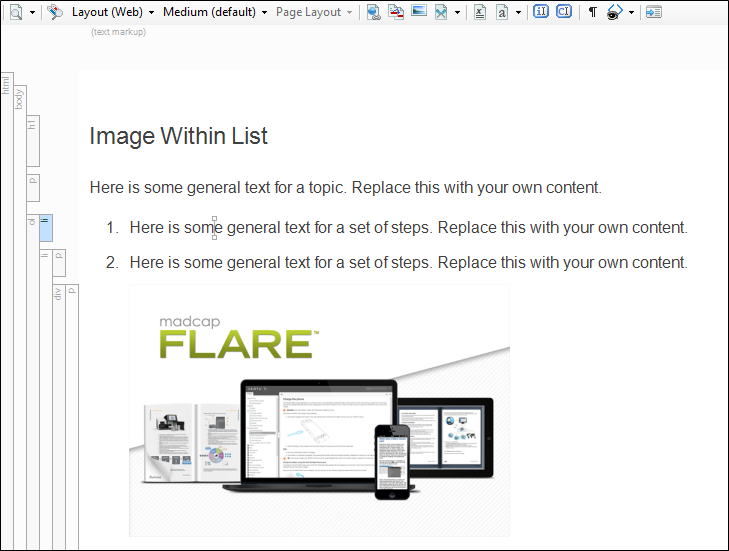 Layout (Web) Medium (default) Page Layout
(text markup)
html
body
h1
p
ol
li
li
p
div
p
Image Within List
Here is some general text for a topic. Replace this with your own content.
1. Here is some general text for a set of steps. Replace this with your own content.
2. Here is some general text for a set of steps. Replace this with your own content.
madcap
FLARE™